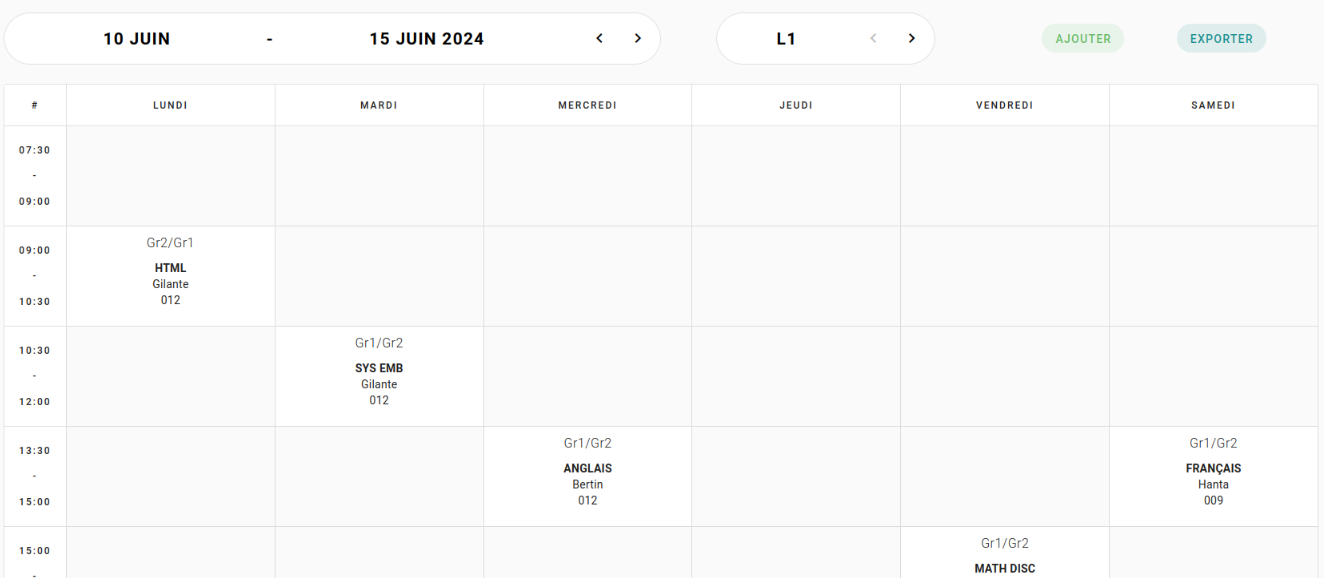 10 JUIN - 15 JUIN 2024 < >
L1 < >
AJOUTER
EXPORTER
# LUNDI MARDI MERCREDI JEUDI VENDREDI SAMEDI
07:30
-
09:00
09:00
-
10:30
Gr2/Gr1
HTML
Gilante
012
10:30
-
12:00
Gr1/Gr2
SYS EMB
Gilante
012
13:30
-
15:00
Gr1/Gr2
ANGLAIS
Bertin
012
Gr1/Gr2
FRANÇAIS
Hanta
009
15:00
-
Gr1/Gr2
MATH DISC